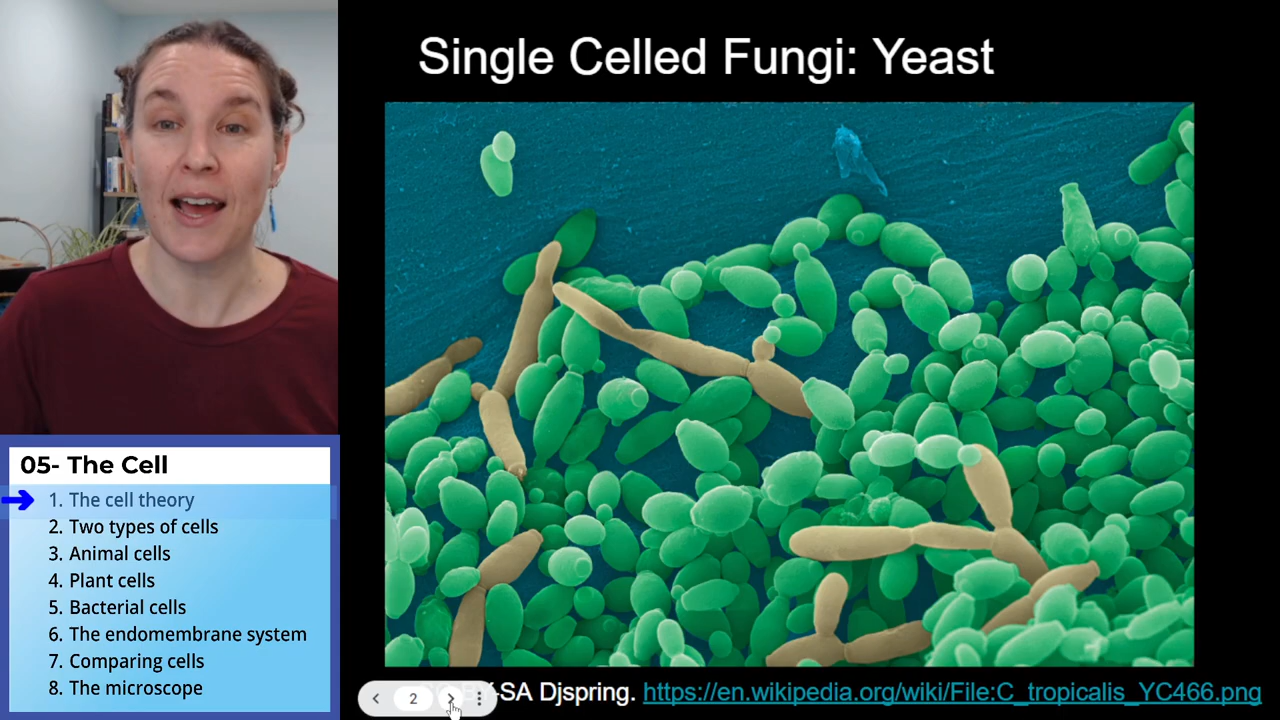 Single Celled Fungi: Yeast
05- The Cell
1. The cell theory
2. Two types of cells
3. Animal cells
4. Plant cells
5. Bacterial cells
6. The endomembrane system
7. Comparing cells
8. The microscope
2
-SA Djspring. https://en.wikipedia.org/wiki/File:C_tropicalis_YC466.png